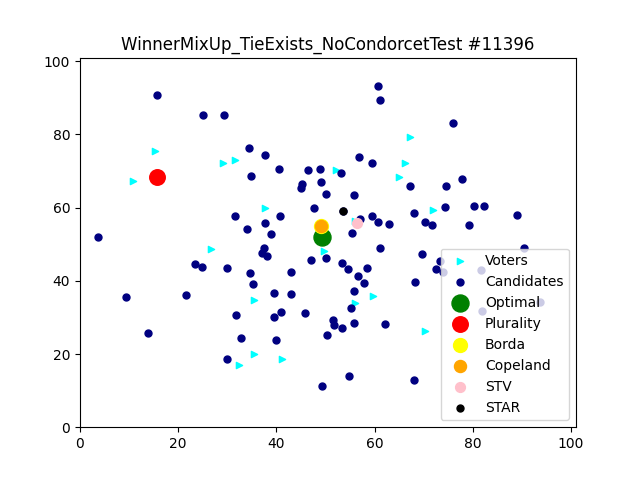 WinnerMixUp_TieExists_NoCondorcetTest #11396
100
80
60
40
20
0
Voters
Candidates
Optimal
Plurality
Borda
Copeland
STV
STAR
0 20 40 60 80 100